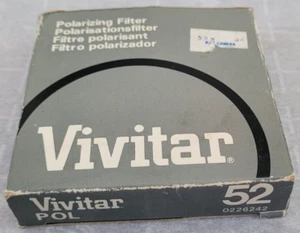 Polarizing Filter
Polarisationsfilter
Filtre polarisant
Filtro polarizador
Vivitar®
Vivitar
POL
52
0226242